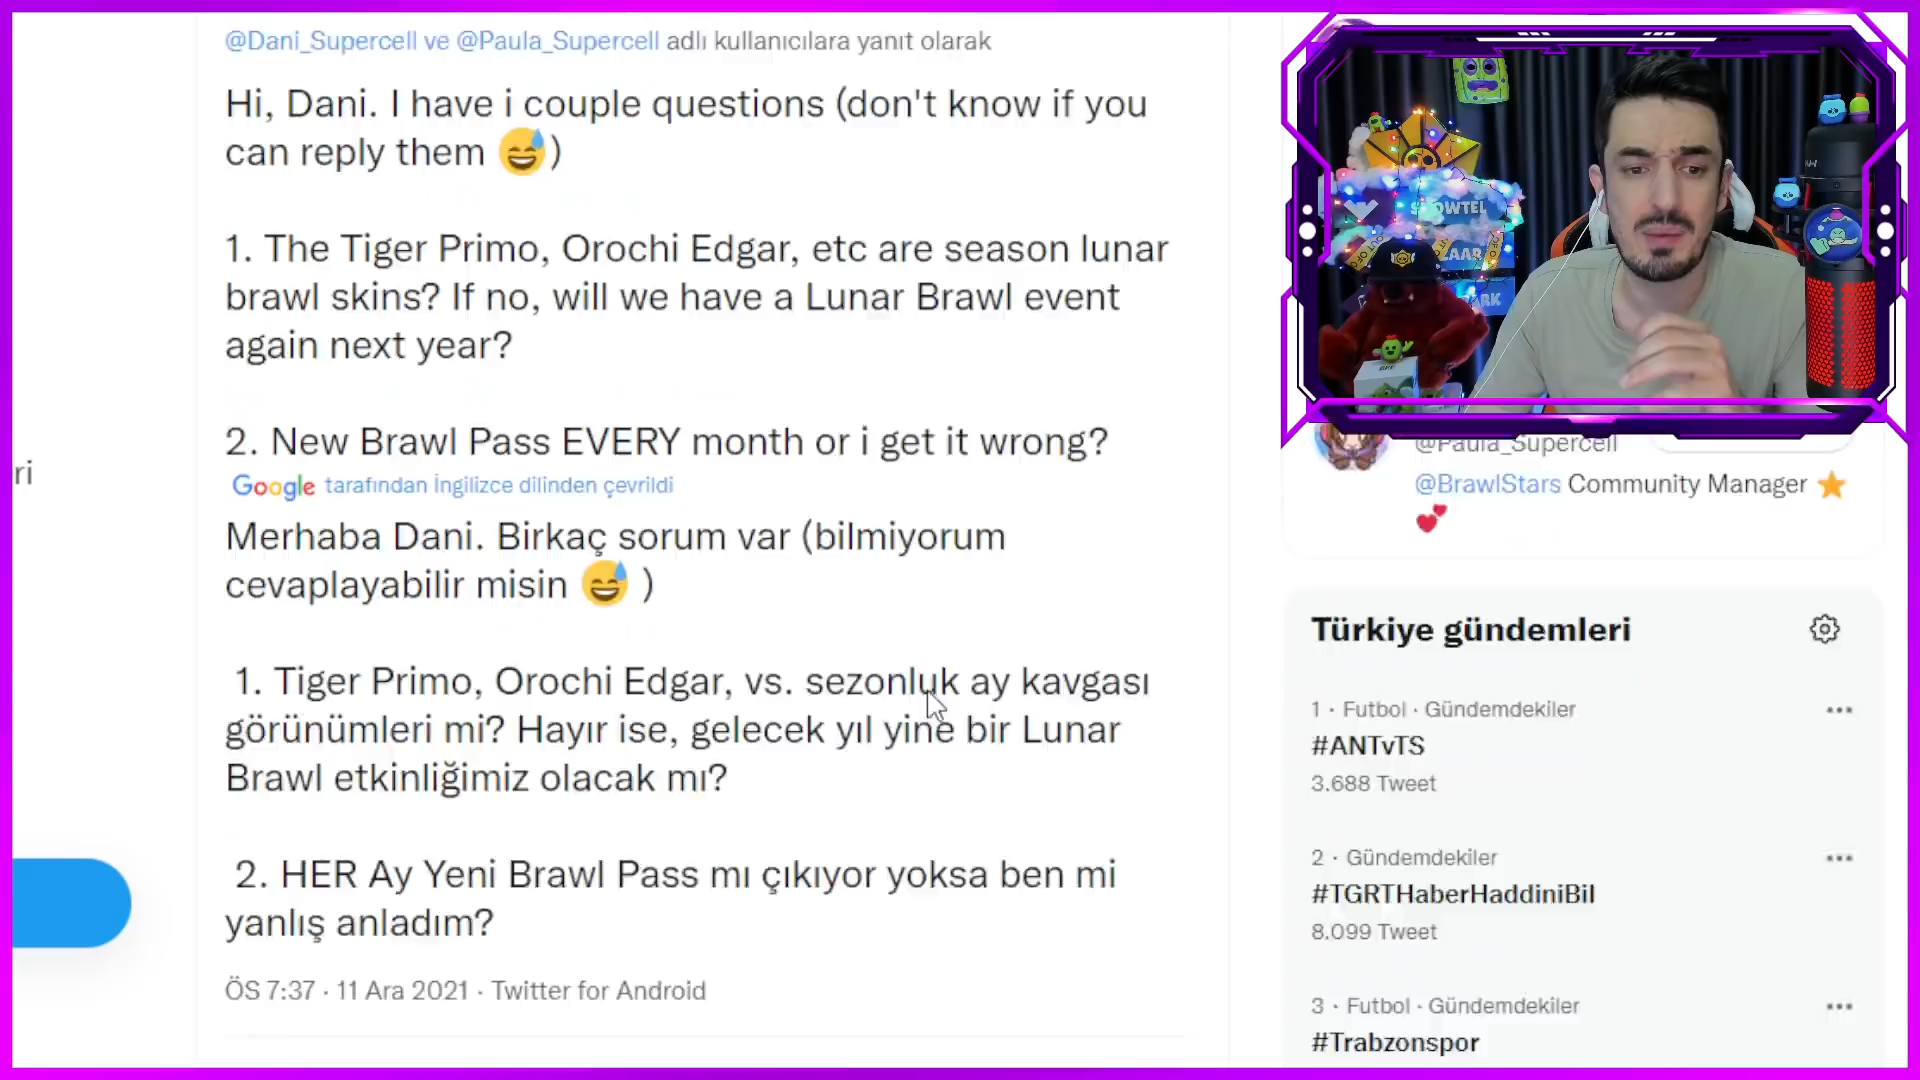 @Dani_Supercell ve @Paula_Supercell adlı kullanıcılara yanıt olarak
Hi, Dani. I have i couple questions (don't know if you
can reply them 😅)
1. The Tiger Primo, Orochi Edgar, etc are season lunar
brawl skins? If no, will we have a Lunar Brawl event
again next year?
2. New Brawl Pass EVERY month or i get it wrong?
Google tarafından İngilizce dilinden çevrildi
Merhaba Dani. Birkaç sorum var (bilmiyorum
cevaplayabilir misin 😅 )
1. Tiger Primo, Orochi Edgar, vs. sezonluk ay kavgası
görünümleri mi? Hayır ise, gelecek yıl yine bir Lunar
Brawl etkinliğimiz olacak mı?
2. HER Ay Yeni Brawl Pass mı çıkıyor yoksa ben mi
yanlış anladım?
ÖS 7:37 · 11 Ara 2021 · Twitter for Android
ri
@Paula_Supercell
@BrawlStars Community Manager ⭐
💕
Türkiye gündemleri
1 · Futbol · Gündemdekiler
#ANTvTS
3.688 Tweet
2 · Gündemdekiler
#TGRTHaberHaddiniBil
8.099 Tweet
3 · Futbol · Gündemdekiler
#Trabzonspor